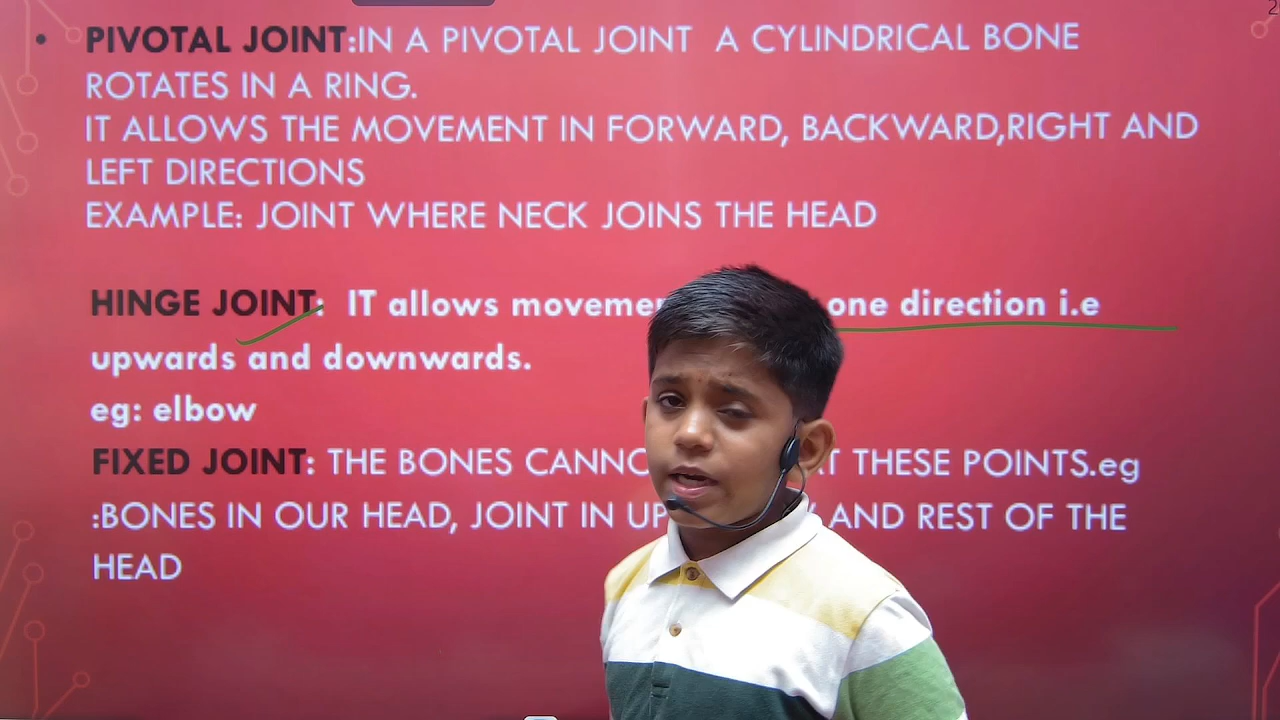 • PIVOTAL JOINT:IN A PIVOTAL JOINT A CYLINDRICAL BONE
ROTATES IN A RING.
IT ALLOWS THE MOVEMENT IN FORWARD, BACKWARD,RIGHT AND
LEFT DIRECTIONS
EXAMPLE: JOINT WHERE NECK JOINS THE HEAD
HINGE JOINT: IT allows one direction i.e
upwards and downwards.
eg: elbow
FIXED JOINT: THE BONES THESE POINTS.eg
:BONES IN OUR HEAD, JOINT IN AND REST OF THE
HEAD
2